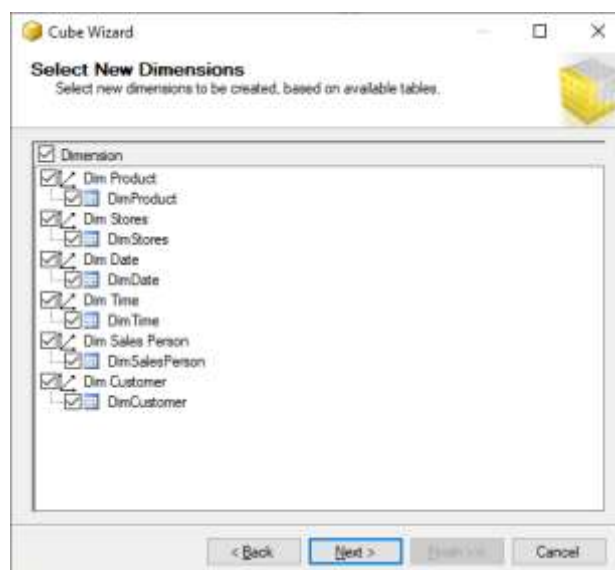 Cube Wizard
Select New Dimensions
Select new dimensions to be created, based on available tables.
Dimension
Dim Product
DimProduct
Dim Stores
DimStores
Dim Date
DimDate
Dim Time
DimTime
Dim Sales Person
DimSalesPerson
Dim Customer
DimCustomer
< Back
Next >
Cancel